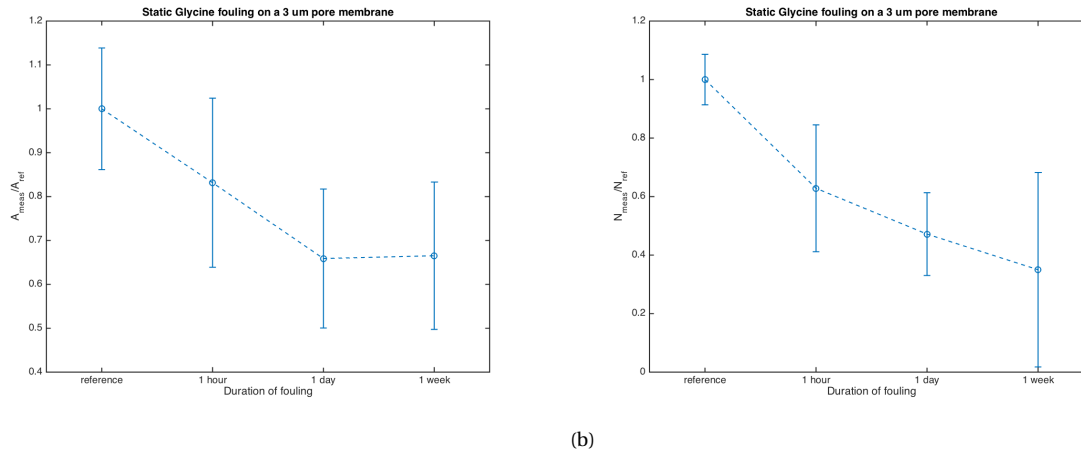 Static Glycine fouling on a 3 um pore membrane
1.2
1.1
1
0.9
0.8
0.7
0.6
0.5
0.4
A_meas/A_ref
reference 1 hour 1 day 1 week
Duration of fouling
Static Glycine fouling on a 3 um pore membrane
1.2
1
0.8
0.6
0.4
0.2
0
N_meas/N_ref
reference 1 hour 1 day 1 week
Duration of fouling
(b)